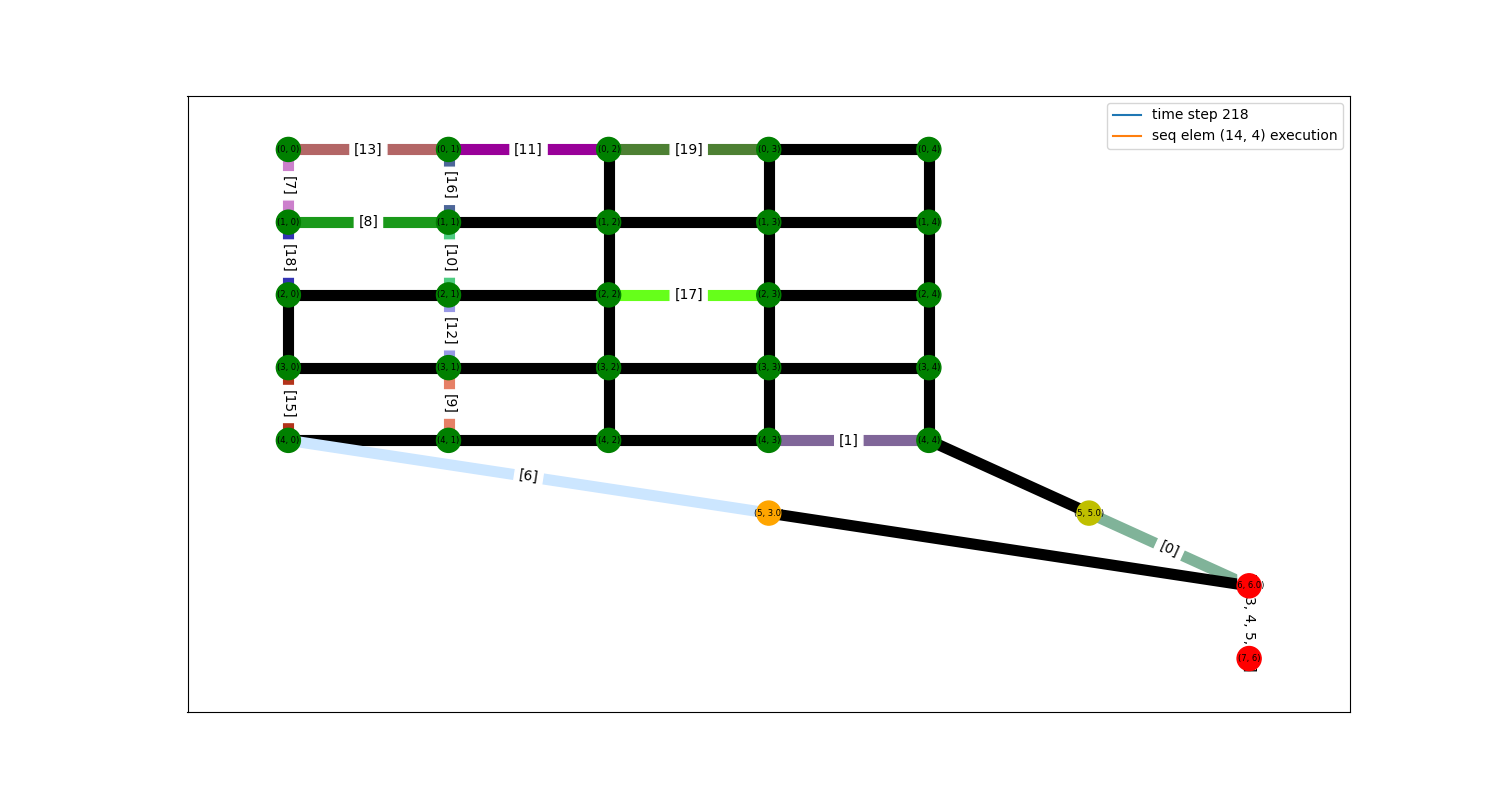 time step 218
seq elem (14, 4) execution
(0, 0) [13] (0, 1) [11] (0, 2) [19] (0, 3) (0, 4)
[7] [16]
(1, 0) [8] (1, 1) (1, 2) (1, 3) (1, 4)
[18] [10]
(2, 0) (2, 1) (2, 2) [17] (2, 3) (2, 4)
[12]
(3, 0) (3, 1) (3, 2) (3, 3) (3, 4)
[15] [9]
(4, 0) (4, 1) (4, 2) (4, 3) [1] (4, 4)
[6]
(5, 3.0) (5, 5.0)
[0]
(6, 6.0)
3, 4, 5,
(7, 6)